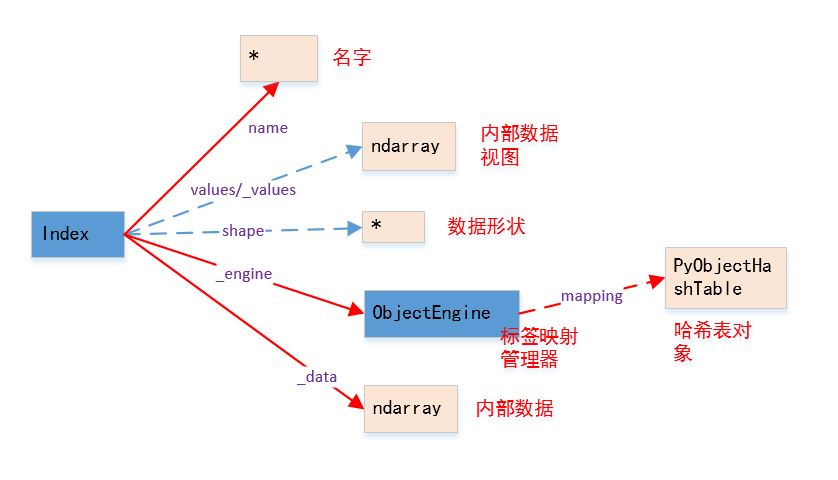 *
名字
name
ndarray
内部数据
视图
values/_values
Index
shape
*
数据形状
_engine
ObjectEngine
标签映射
管理器
mapping
PyObjectHa
shTable
哈希表对
象
_data
ndarray
内部数据